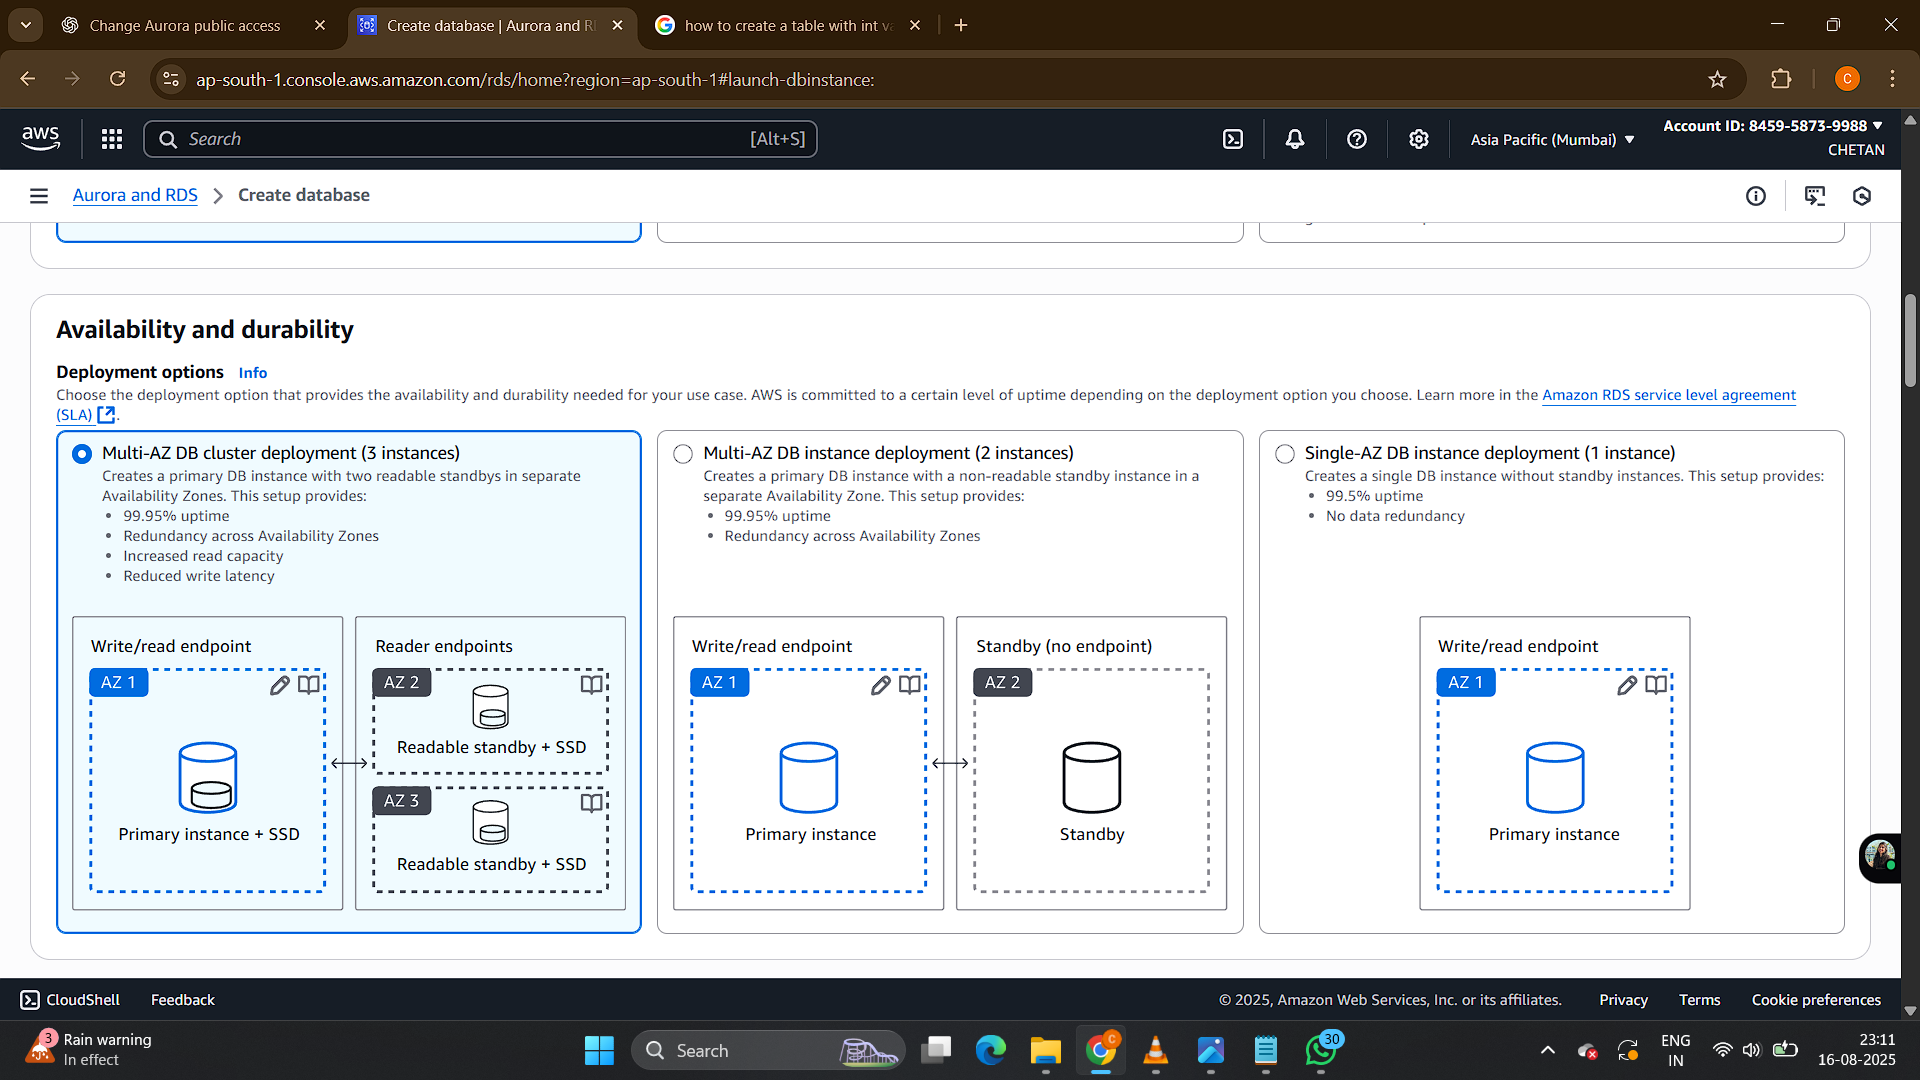 Change Aurora public access
Create database | Aurora and R
how to create a table with int va
ap-south-1.console.aws.amazon.com/rds/home?region=ap-south-1#launch-dbinstance:
C
aws
Search
[Alt+S]
Asia Pacific (Mumbai)
Account ID: 8459-5873-9988
CHETAN
Aurora and RDS
Create database
Availability and durability
Deployment options Info
Choose the deployment option that provides the availability and durability needed for your use case. AWS is committed to a certain level of uptime depending on the deployment option you choose. Learn more in the Amazon RDS service level agreement
(SLA).
Multi-AZ DB cluster deployment (3 instances)
Creates a primary DB instance with two readable standbys in separate
Availability Zones. This setup provides:
• 99.95% uptime
• Redundancy across Availability Zones
• Increased read capacity
• Reduced write latency
Write/read endpoint
AZ 1
Primary instance + SSD
Reader endpoints
AZ 2
Readable standby + SSD
AZ 3
Readable standby + SSD
Multi-AZ DB instance deployment (2 instances)
Creates a primary DB instance with a non-readable standby instance in a
separate Availability Zone. This setup provides:
• 99.95% uptime
• Redundancy across Availability Zones
Write/read endpoint
AZ 1
Primary instance
Standby (no endpoint)
AZ 2
Standby
Single-AZ DB instance deployment (1 instance)
Creates a single DB instance without standby instances. This setup provides:
• 99.5% uptime
• No data redundancy
Write/read endpoint
AZ 1
Primary instance
CloudShell
Feedback
© 2025, Amazon Web Services, Inc. or its affiliates.
Privacy
Terms
Cookie preferences
3
Rain warning
In effect
Search
C
30
ENG
IN
23:11
16-08-2025